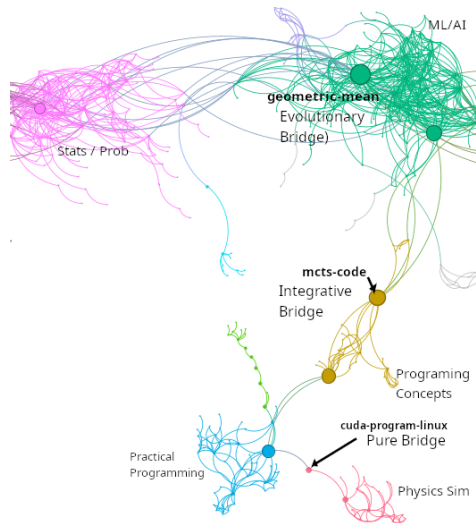 ML/AI
geometric-mean
Evolutionary
Bridge)
Stats / Prob
mcts-code
Integrative
Bridge
Programing
Concepts
cuda-program-linux
Pure Bridge
Practical
Programming
Physics Sim